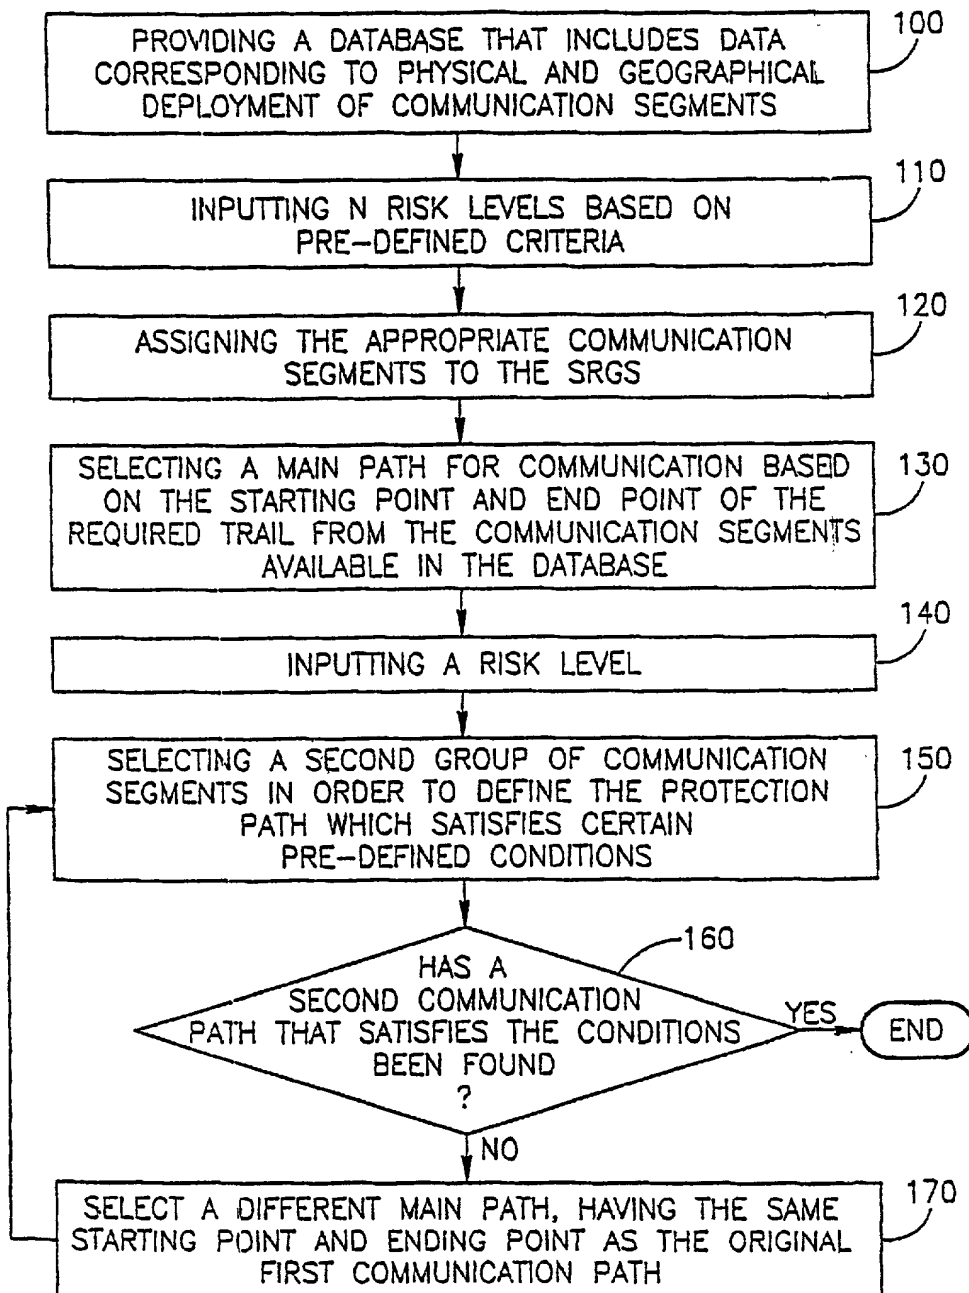 PROVIDING A DATABASE THAT INCLUDES DATA
CORRESPONDING TO PHYSICAL AND GEOGRAPHICAL
DEPLOYMENT OF COMMUNICATION SEGMENTS
100
INPUTTING N RISK LEVELS BASED ON
PRE-DEFINED CRITERIA
110
ASSIGNING THE APPROPRIATE COMMUNICATION
SEGMENTS TO THE SRGS
120
SELECTING A MAIN PATH FOR COMMUNICATION BASED
ON THE STARTING POINT AND END POINT OF THE
REQUIRED TRAIL FROM THE COMMUNICATION SEGMENTS
AVAILABLE IN THE DATABASE
130
INPUTTING A RISK LEVEL
140
SELECTING A SECOND GROUP OF COMMUNICATION
SEGMENTS IN ORDER TO DEFINE THE PROTECTION
PATH WHICH SATISFIES CERTAIN
PRE-DEFINED CONDITIONS
150
HAS A
SECOND COMMUNICATION
PATH THAT SATISFIES THE CONDITIONS
BEEN FOUND
?
160
YES
END
NO
SELECT A DIFFERENT MAIN PATH, HAVING THE SAME
STARTING POINT AND ENDING POINT AS THE ORIGINAL
FIRST COMMUNICATION PATH
170